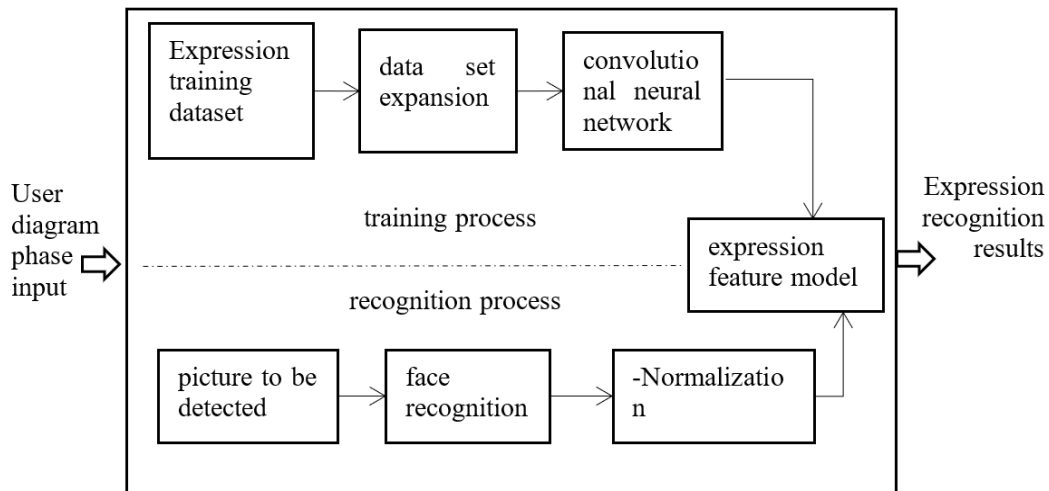 Expression
training
dataset
data set
expansion
convolutio
nal neural
network
User
diagram
phase
input
training process
expression
feature model
Expression
recognition
results
recognition process
picture to be
detected
face
recognition
-Normalizatio
n